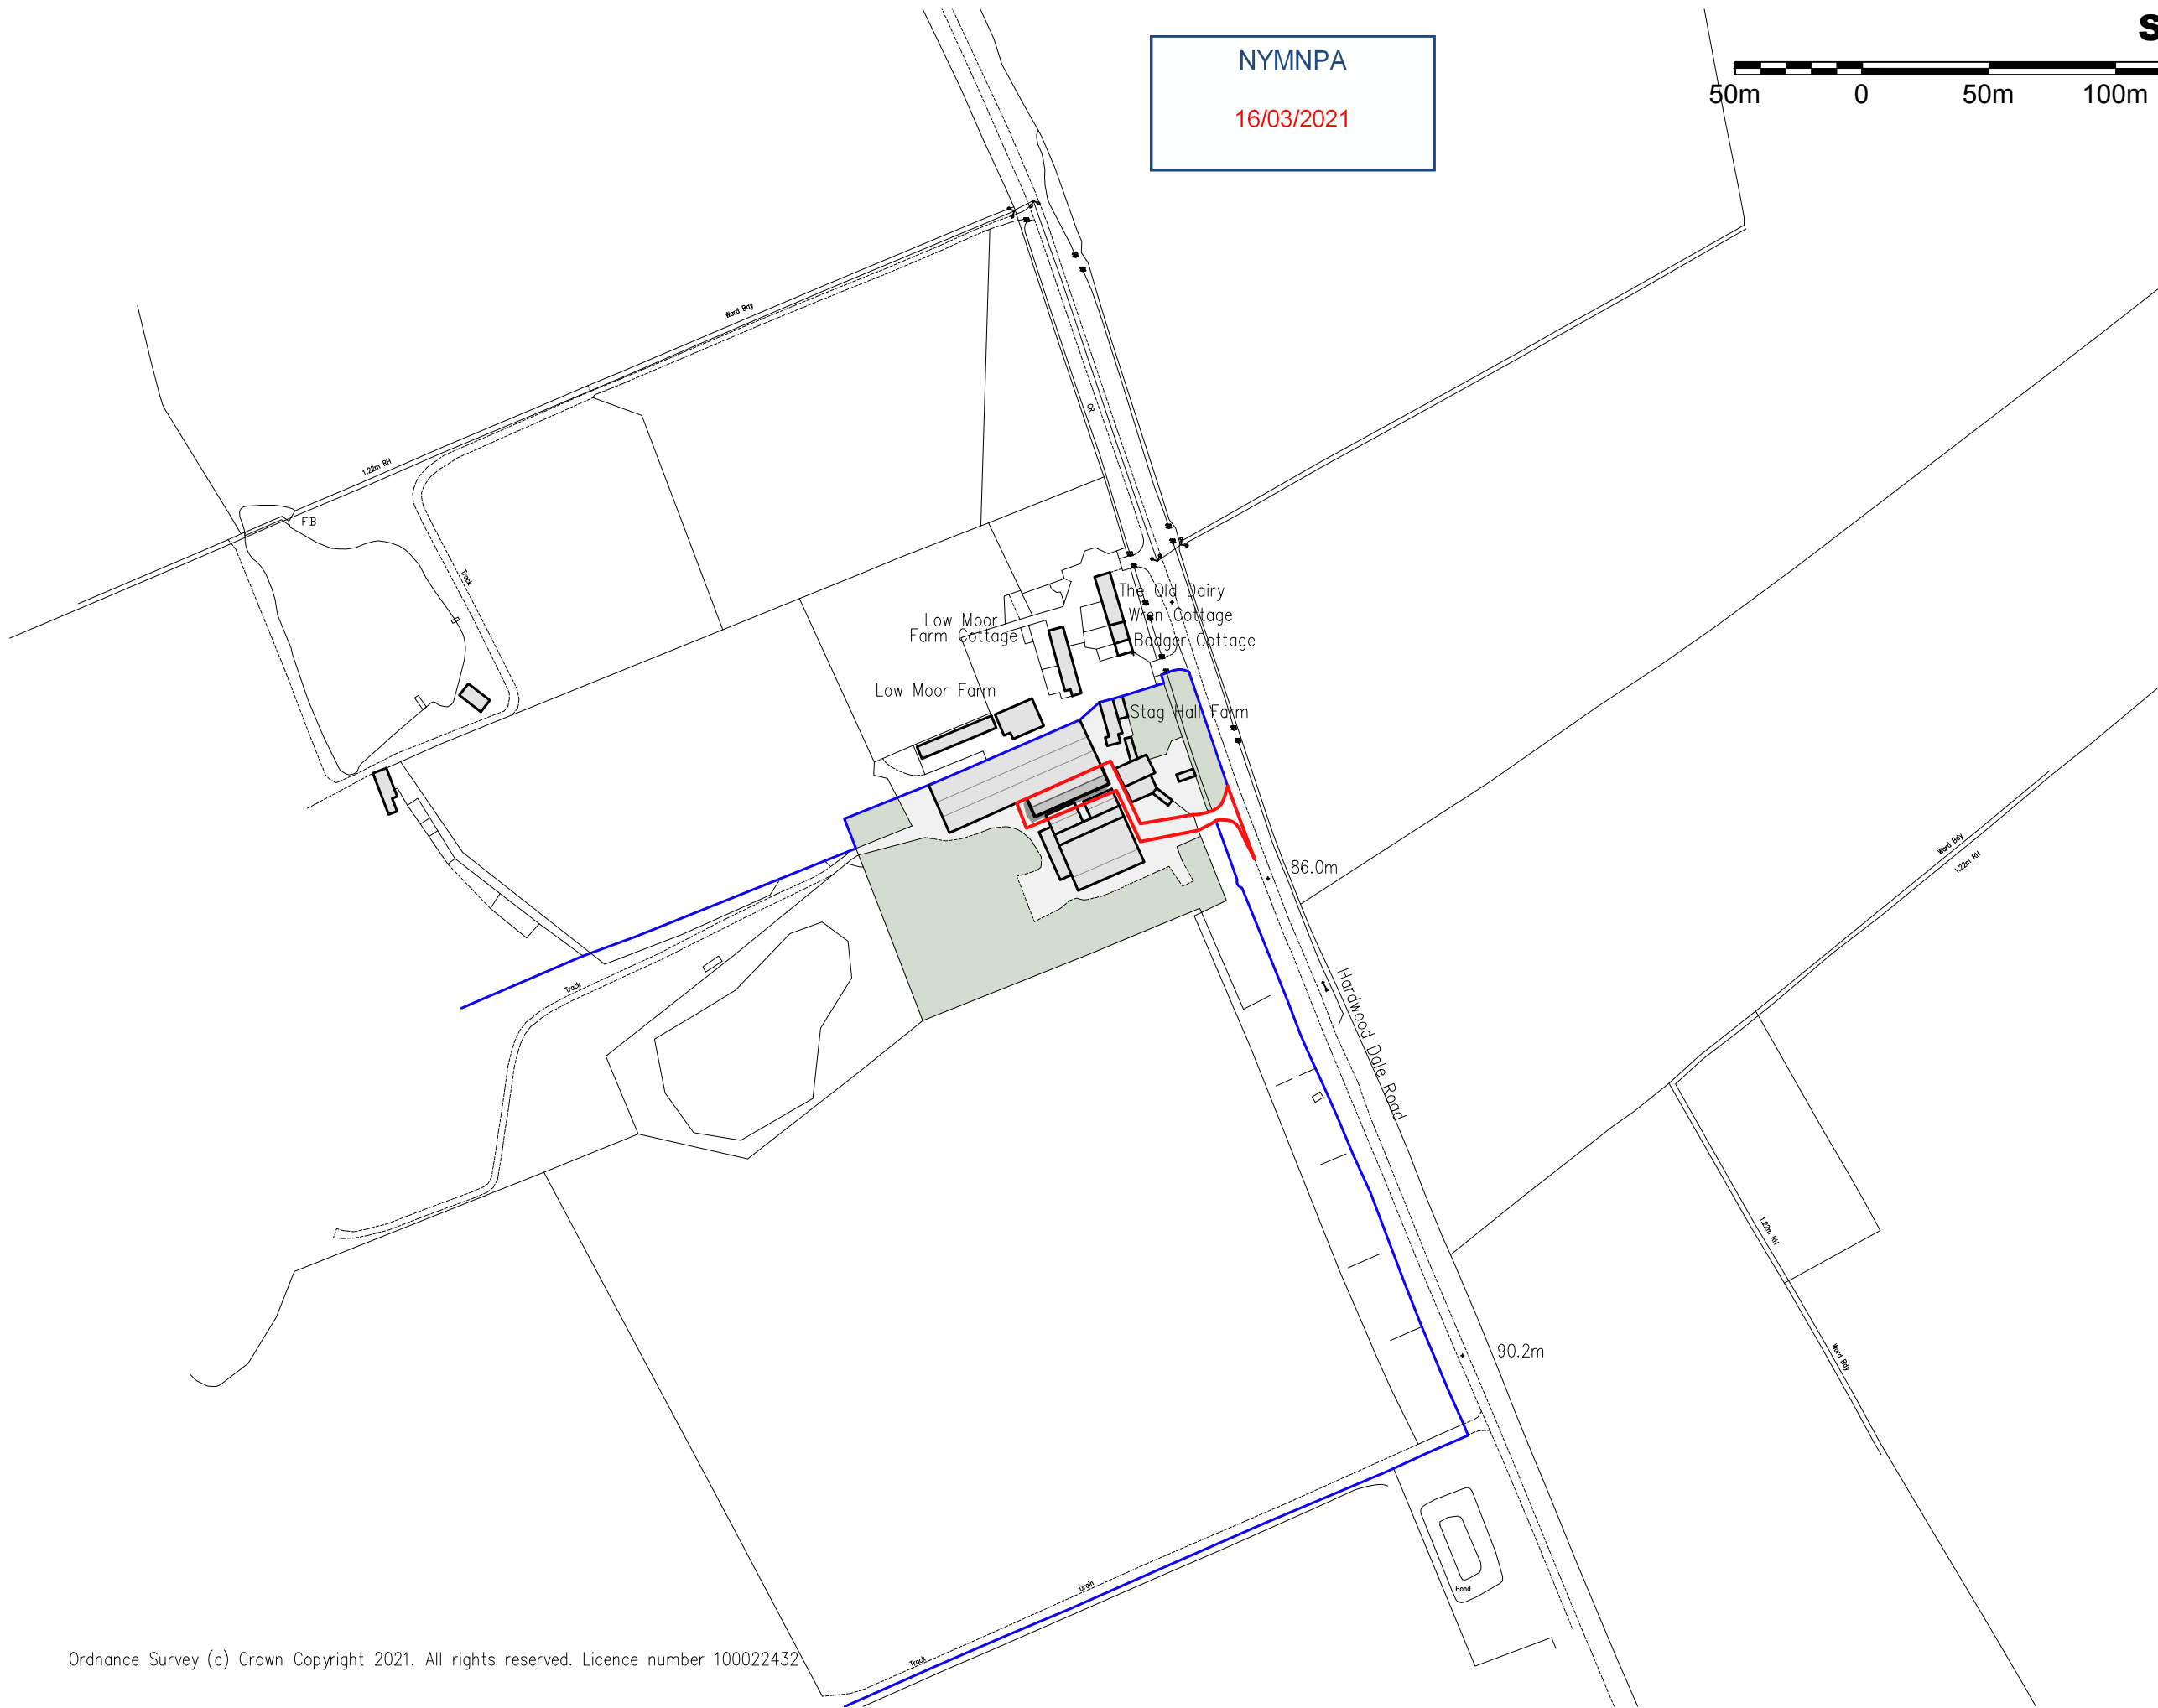 S
NYMNPA
16/03/2021
50m 0 50m 100m
Ward Bdy
CR
1.22m RH
FB
Track
The Old Dairy
Wren Cottage
Badger Cottage
Low Moor
Farm Cottage
Low Moor Farm
Stag Hall Farm
86.0m
Ward Bdy
1.22m RH
Hardwood Dale Road
Track
1.22m RH
Ward Bdy
90.2m
Drain
Pond
Track
Ordnance Survey (c) Crown Copyright 2021. All rights reserved. Licence number 100022432